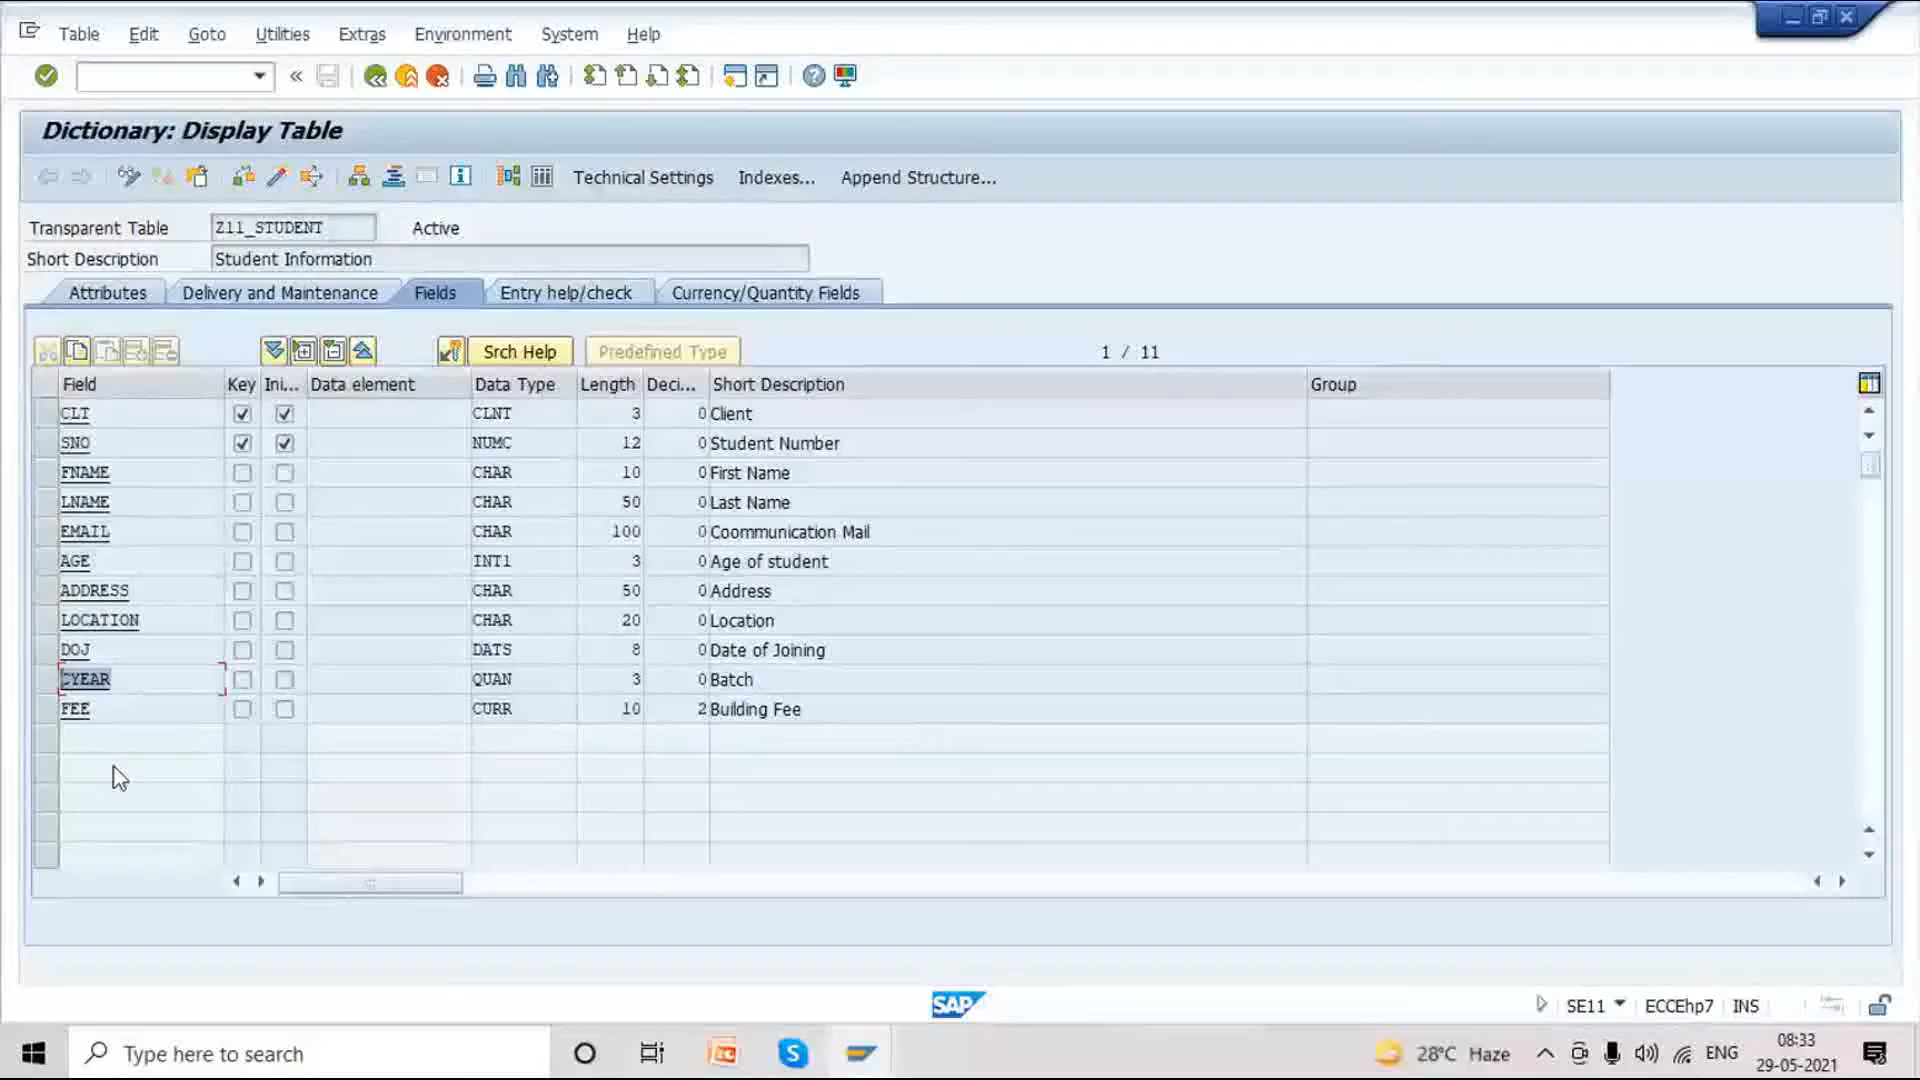 Table Edit Goto Utilities Extras Environment System Help
Dictionary: Display Table
Technical Settings Indexes... Append Structure...
Transparent Table Z11_STUDENT Active
Short Description Student Information
Attributes Delivery and Maintenance Fields Entry help/check Currency/Quantity Fields
Srch Help Predefined Type 1 / 11
Field Key Ini... Data element Data Type Length Deci... Short Description Group
CLT CLNT 3 0 Client
SNO NUMC 12 0 Student Number
FNAME CHAR 10 0 First Name
LNAME CHAR 50 0 Last Name
EMAIL CHAR 100 0 Coommunication Mail
AGE INT1 3 0 Age of student
ADDRESS CHAR 50 0 Address
LOCATION CHAR 20 0 Location
DOJ DATS 8 0 Date of Joining
CYEAR QUAN 3 0 Batch
FEE CURR 10 2 Building Fee
SAP SE11 ECCEhp7 INS
Type here to search 28°C Haze ENG 08:33
29-05-2021